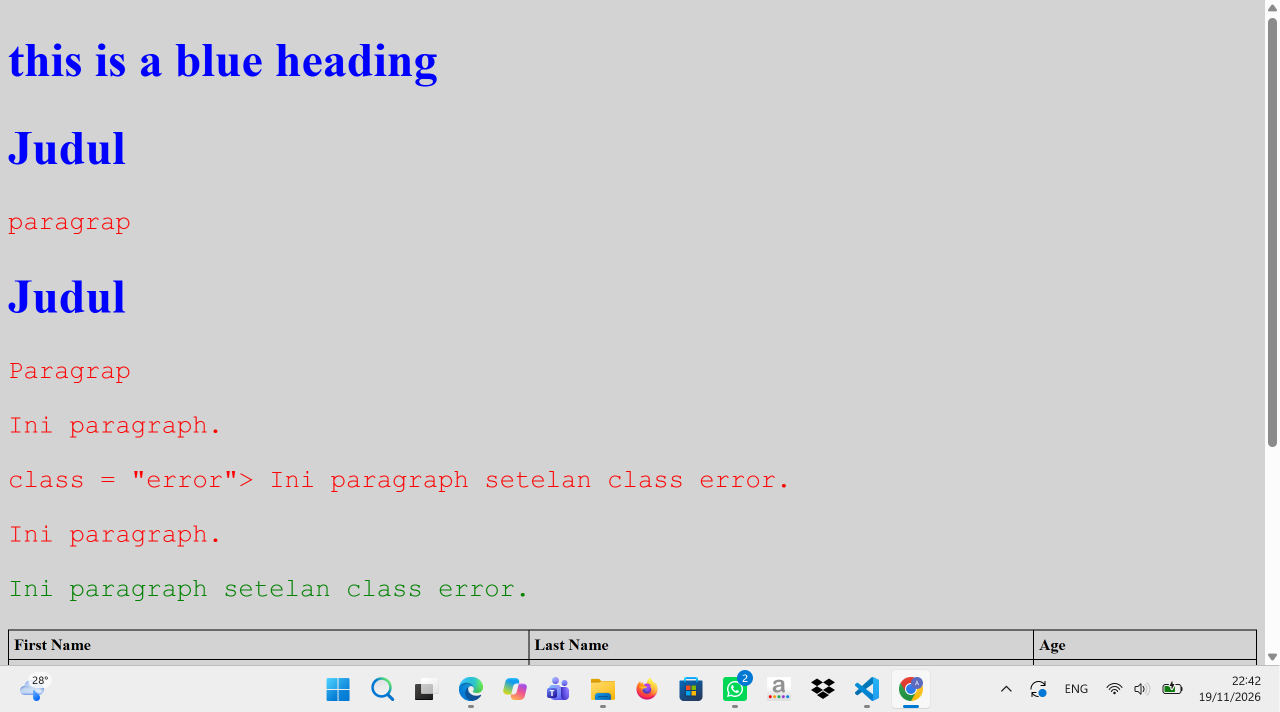 this is a blue heading
Judul
paragrap
Judul
Paragrap
Ini paragraph.
class = "error"> Ini paragraph setelan class error.
Ini paragraph.
Ini paragraph setelan class error.
First Name Last Name Age
28°
2
a
A
ENG
22:42
19/11/2026